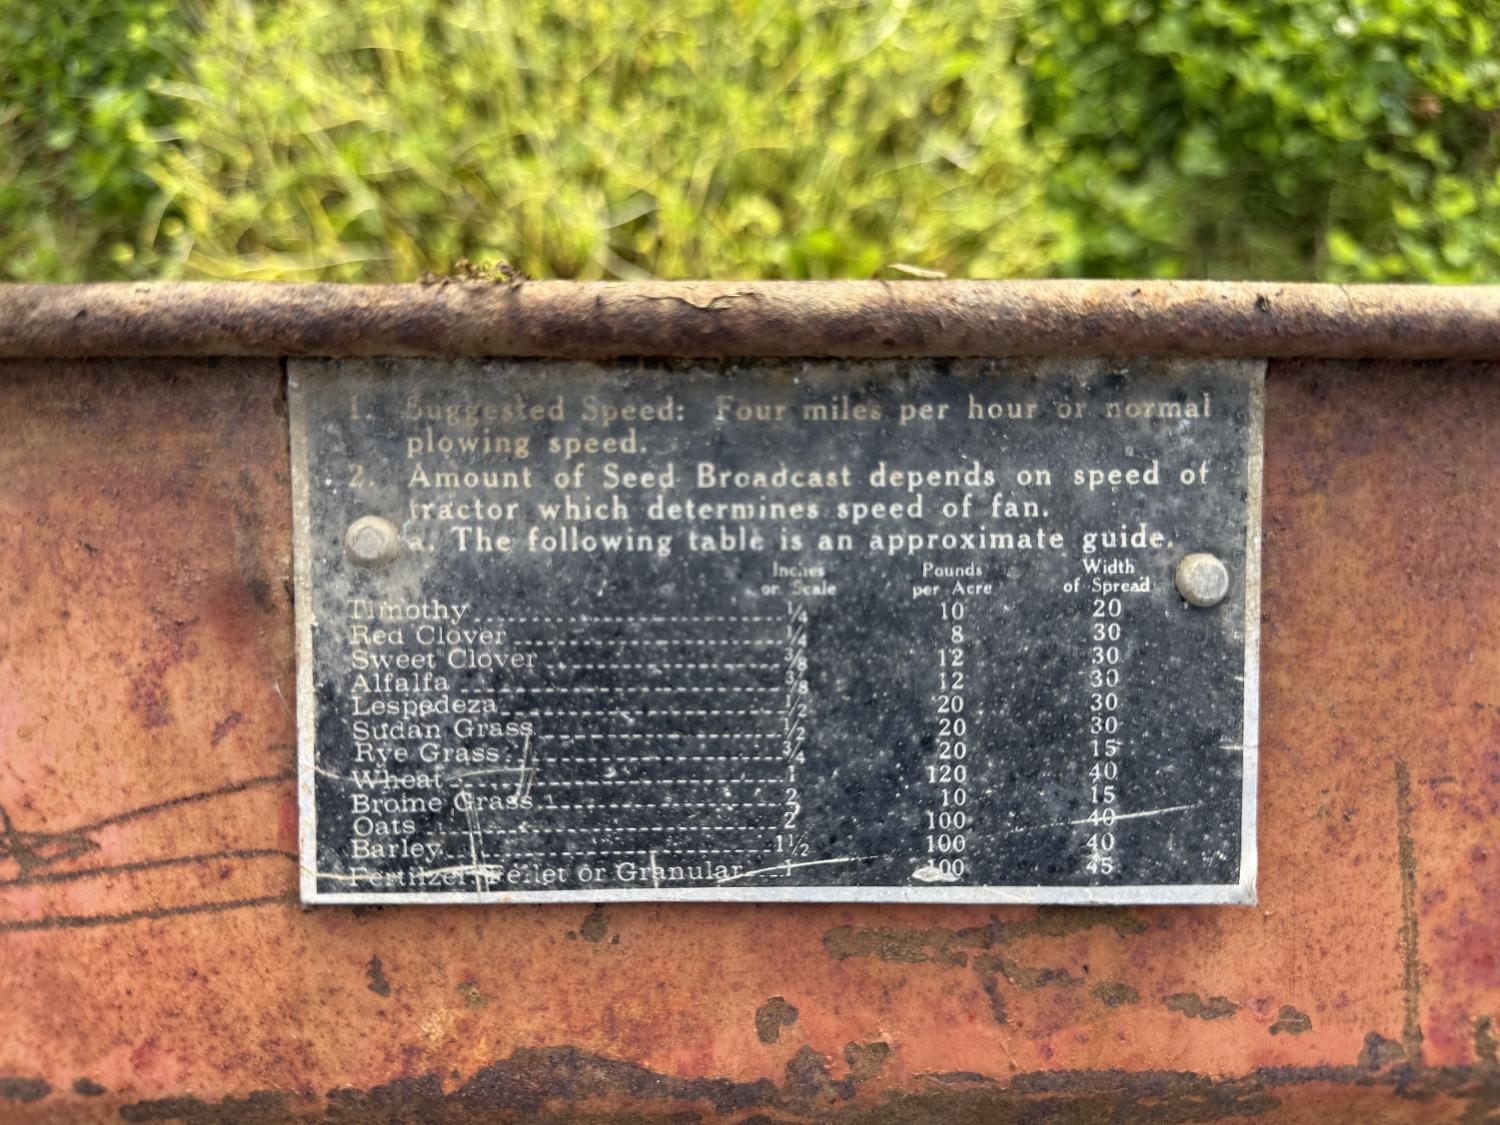 1. Suggested Speed: Four miles per hour or normal
plowing speed.
2. Amount of Seed Broadcast depends on speed of
tractor which determines speed of fan.
a. The following table is an approximate guide.
Inches or Scale Pounds per Acre Width of Spread
Timothy 1/4 10 20
Red Clover 1/4 8 30
Sweet Clover 3/8 12 30
Alfalfa 3/8 12 30
Lespedeza 1/2 20 30
Sudan Grass 1/2 20 30
Rye Grass 3/4 20 15
Wheat 1 120 40
Brome Grass 2 10 15
Oats 2 100 40
Barley 1 1/2 100 40
Fertilzer Pellet or Granular 1 100 45